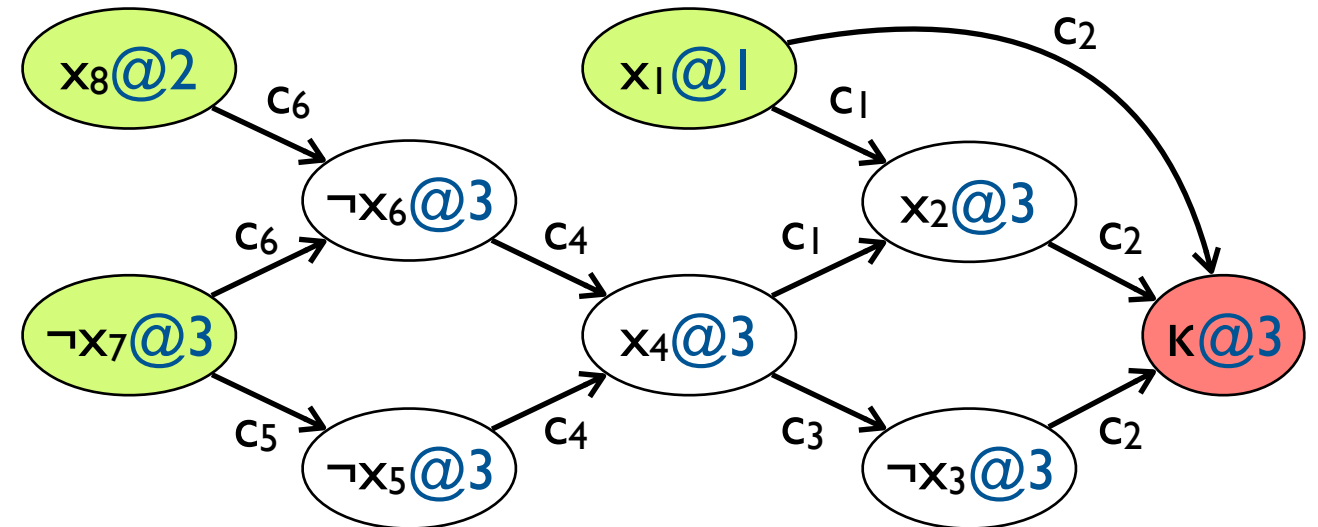 x₈@2
x₁@1
c₂
c₆
c₁
¬x₆@3
x₂@3
c₆
c₄
c₁
c₂
¬x₇@3
x₄@3
κ@3
c₅
c₄
c₃
c₂
¬x₅@3
¬x₃@3